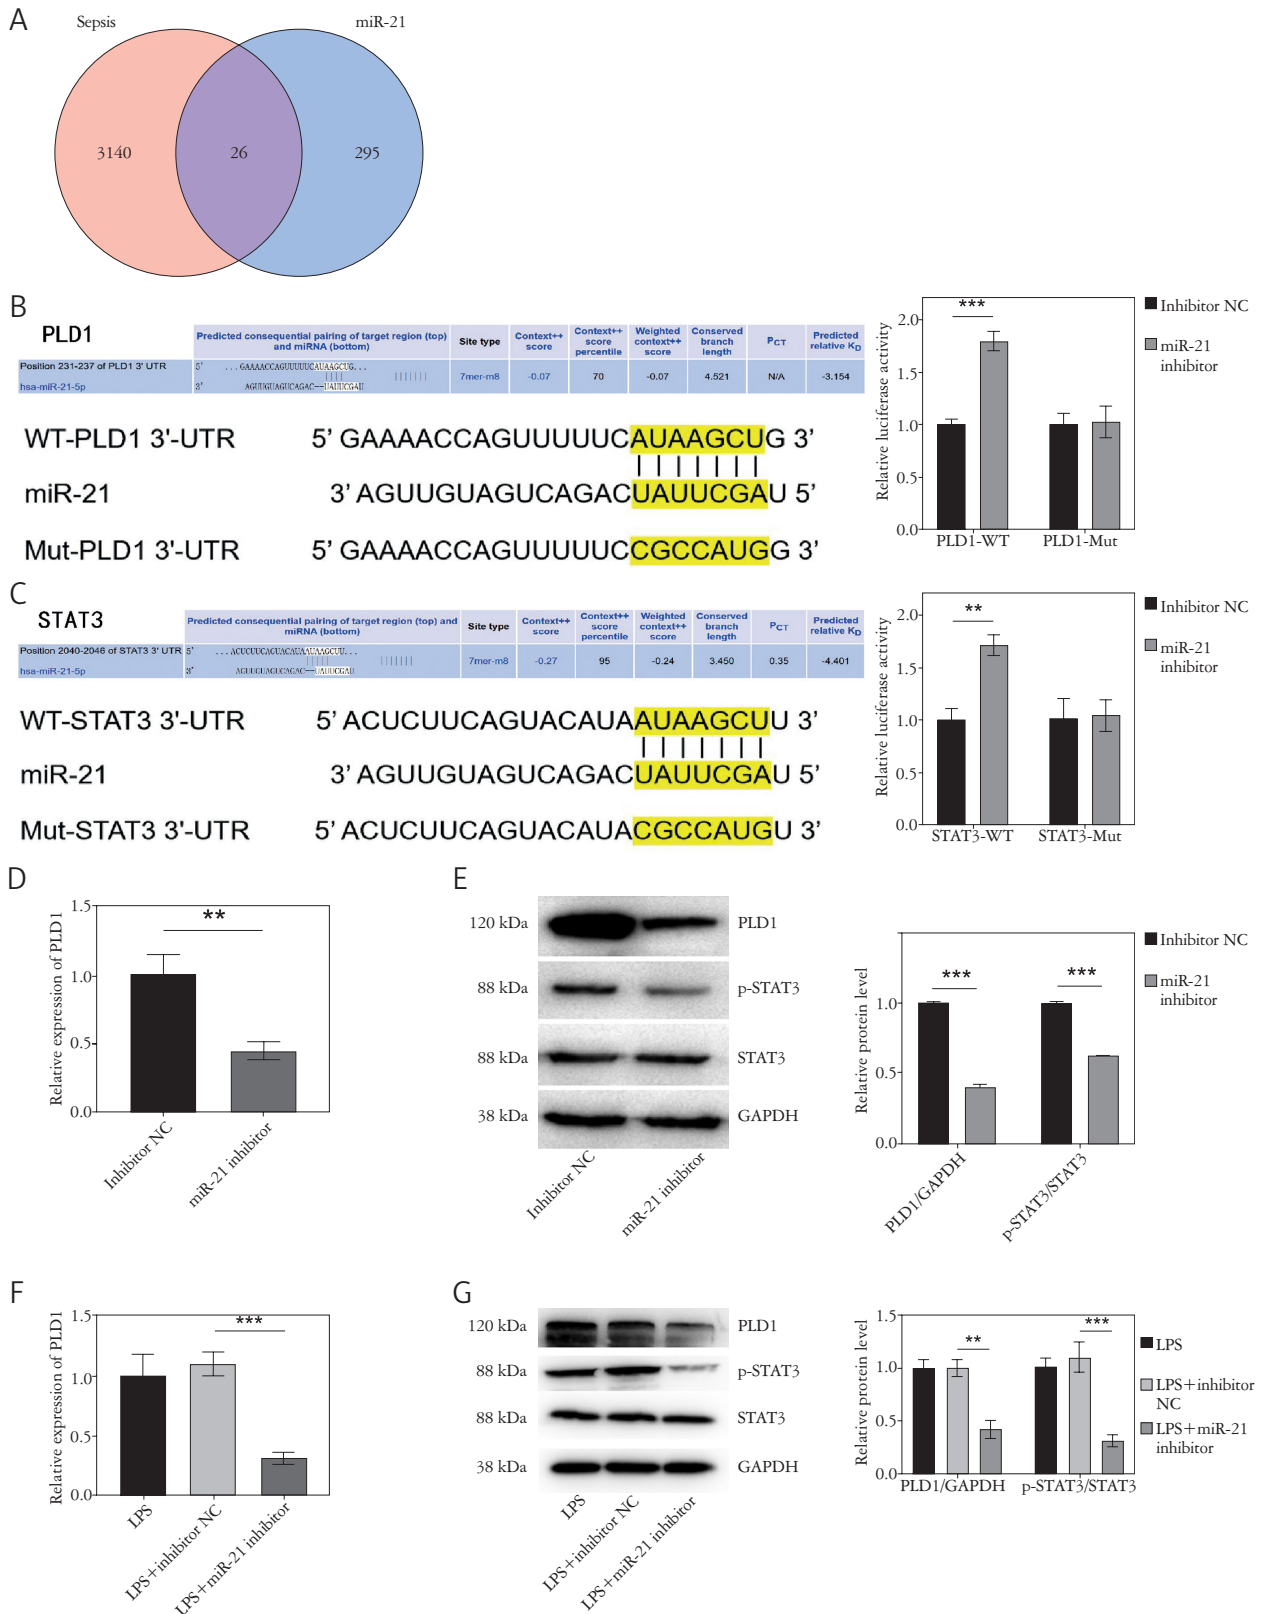 A
Sepsis
miR-21
3140
26
295
B
PLD1
Predicted consequential pairing of target region (top) and miRNA (bottom)
Site type
Context++ score
Context++ score percentile
Weighted context++ score
Conserved branch length
PCT
Predicted relative KD
Position 231-237 of PLD1 3' UTR
5' ...GAAAACCAGUUUUUCAUAAGCUG...
hsa-miR-21-5p
3' AGUUGUAGUCAGAC--UAUUCGAU
7mer-m8
-0.07
70
-0.07
4.521
N/A
-3.154
WT-PLD1 3'-UTR 5' GAAAACCAGUUUUUCAUAAGCUG 3'
miR-21 3' AGUUGUAGUCAGACUAUUCGAU 5'
Mut-PLD1 3'-UTR 5' GAAAACCAGUUUUUCCGCCAUGG 3'
Relative luciferase activity
2.0
1.5
1.0
0.5
0.0
***
PLD1-WT
PLD1-Mut
Inhibitor NC
miR-21
inhibitor
C
STAT3
Predicted consequential pairing of target region (top) and
miRNA (bottom)
Site type
Context++ score
Context++ score percentile
Weighted context++ score
Conserved branch length
PCT
Predicted relative KD
Position 2040-2046 of STAT3 3' UTR
5' ...ACUCUUCAGUACAUAAUAAGCUU...
hsa-miR-21-5p
3' AGUUGUAGUCAGAC--UAUUCGAU
7mer-m8
-0.27
95
-0.24
3.450
0.35
-4.401
WT-STAT3 3'-UTR 5' ACUCUUCAGUACAUAAUAAGCUU 3'
miR-21 3' AGUUGUAGUCAGACUAUUCGAU 5'
Mut-STAT3 3'-UTR 5' ACUCUUCAGUACAUACGCCAUGU 3'
Relative luciferase activity
2.0
1.5
1.0
0.5
0.0
**
STAT3-WT
STAT3-Mut
Inhibitor NC
miR-21
inhibitor
D
Relative expression of PLD1
1.5
1.0
0.5
0.0
**
Inhibitor NC
miR-21 inhibitor
E
120 kDa
PLD1
88 kDa
p-STAT3
88 kDa
STAT3
38 kDa
GAPDH
Inhibitor NC
miR-21 inhibitor
Relative protein level
1.0
0.5
0.0
***
***
PLD1/GAPDH
p-STAT3/STAT3
Inhibitor NC
miR-21
inhibitor
F
Relative expression of PLD1
1.5
1.0
0.5
0.0
***
LPS
LPS+inhibitor NC
LPS+miR-21 inhibitor
G
120 kDa
PLD1
88 kDa
p-STAT3
88 kDa
STAT3
38 kDa
GAPDH
LPS
LPS+inhibitor NC
LPS+miR-21 inhibitor
Relative protein level
1.5
1.0
0.5
0.0
**
***
PLD1/GAPDH
p-STAT3/STAT3
LPS
LPS+inhibitor
NC
LPS+miR-21
inhibitor